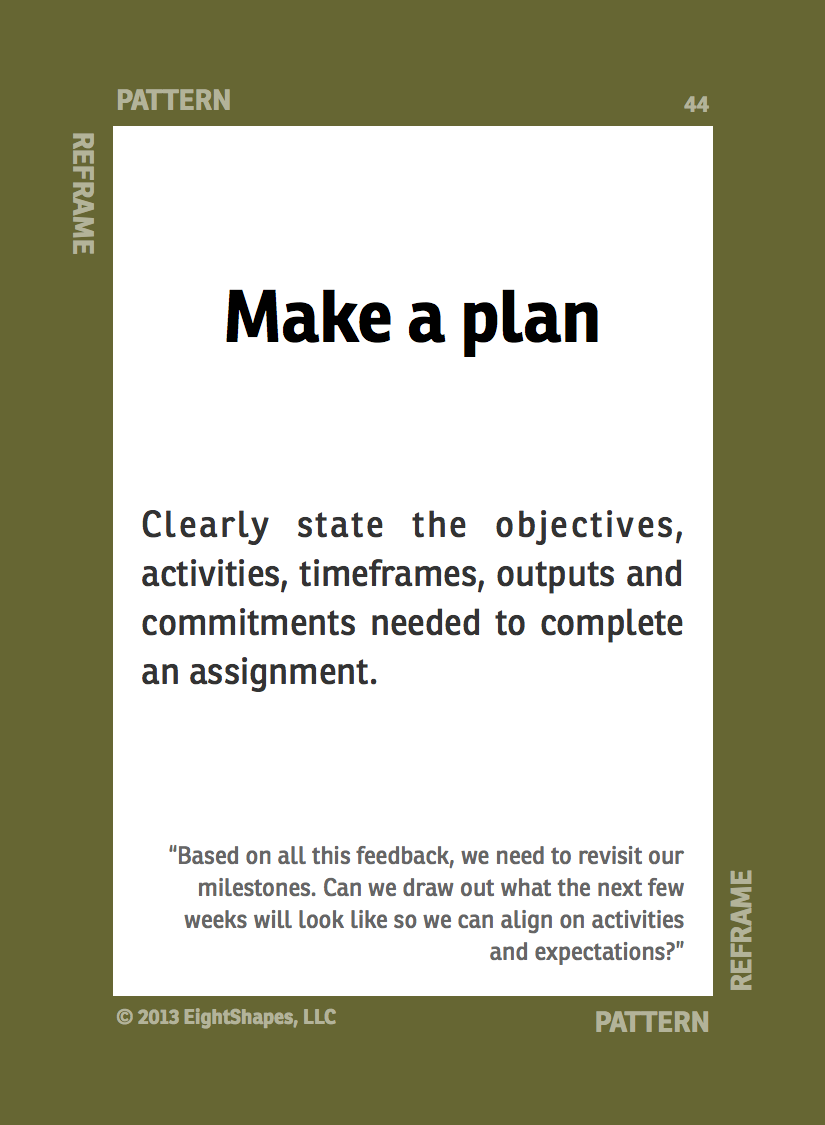 PATTERN
44
REFRAME
Make a plan
Clearly state the objectives,
activities, timeframes, outputs and
commitments needed to complete
an assignment.
“Based on all this feedback, we need to revisit our
milestones. Can we draw out what the next few
weeks will look like so we can align on activities
and expectations?”
REFRAME
© 2013 EightShapes, LLC
PATTERN